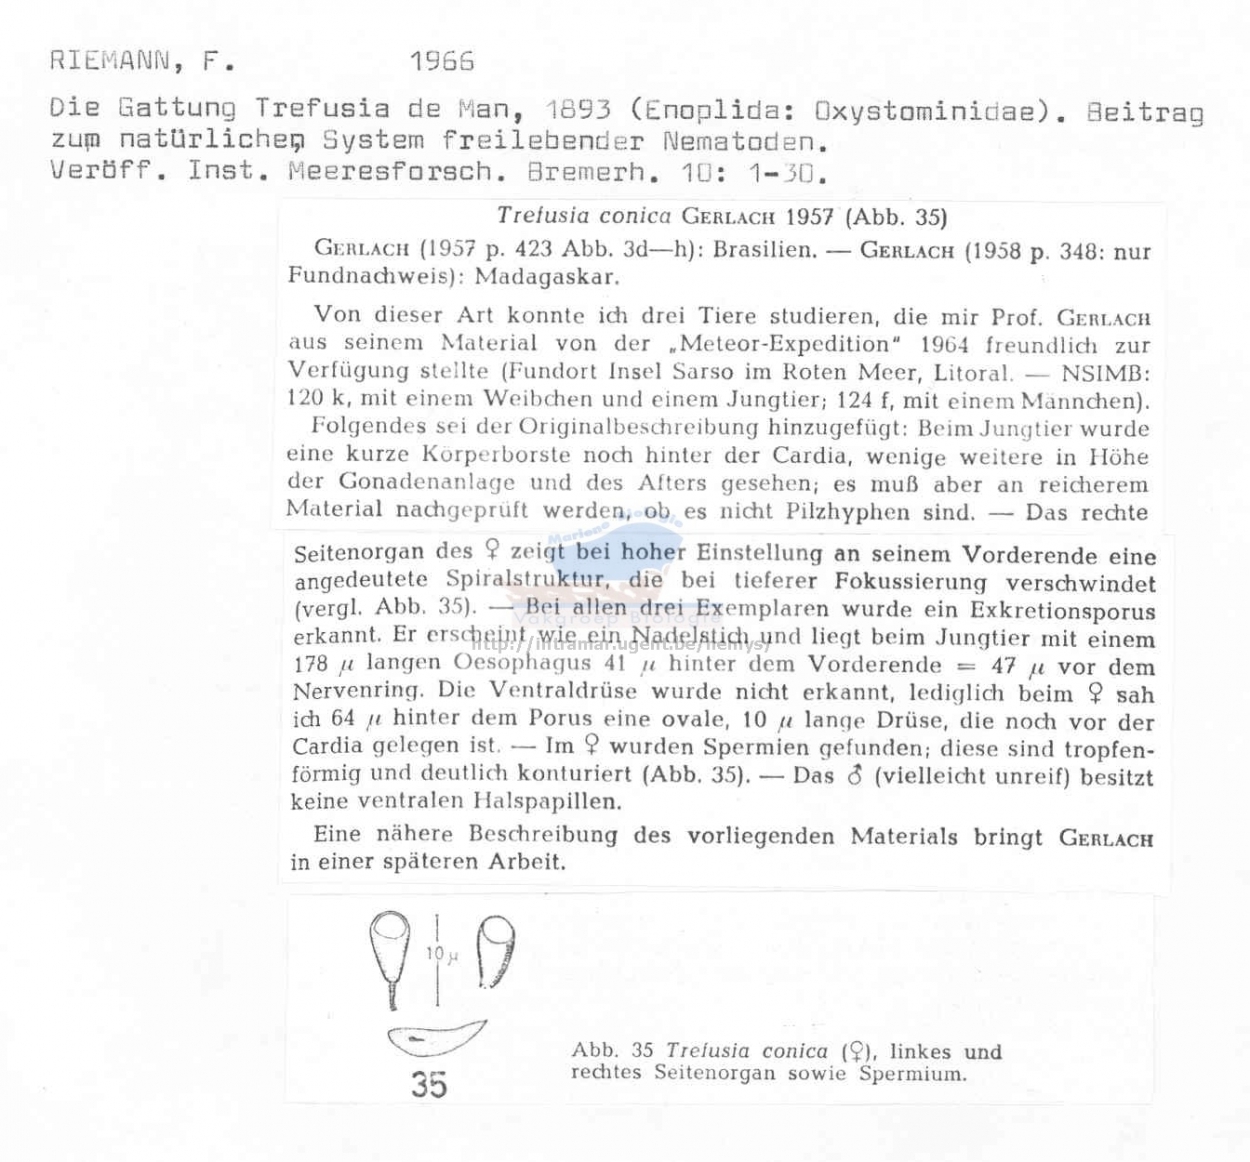 RIEMANN, F. 1966
Die Gattung Trefusia de Man, 1893 (Enoplida: Oxystominidae). Beitrag
zum natürlichen System freilebender Nematoden.
Veröff. Inst. Meeresforsch. Bremerh. 10: 1-30.
Trefusia conica GERLACH 1957 (Abb. 35)
GERLACH (1957 p. 423 Abb. 3d—h): Brasilien. — GERLACH (1958 p. 348: nur
Fundnachweis): Madagaskar.
Von dieser Art konnte ich drei Tiere studieren, die mir Prof. GERLACH
aus seinem Material von der „Meteor-Expedition" 1964 freundlich zur
Verfügung stellte (Fundort Insel Sarso im Roten Meer, Litoral. — NSIMB:
120 k, mit einem Weibchen und einem Jungtier; 124 f, mit einem Männchen).
Folgendes sei der Originalbeschreibung hinzugefügt: Beim Jungtier wurde
eine kurze Körperborste noch hinter der Cardia, wenige weitere in Höhe
der Gonadenanlage und des Afters gesehen; es muß aber an reicherem
Material nachgeprüft werden, ob es nicht Pilzhyphen sind. — Das rechte
Mariene Biologie
Seitenorgan des ♀ zeigt bei hoher Einstellung an seinem Vorderende eine
angedeutete Spiralstruktur, die bei tieferer Fokussierung verschwindet
(vergl. Abb. 35). — Bei allen drei Exemplaren wurde ein Exkretionsporus
Vakgroep Biologie
erkannt. Er erscheint wie ein Nadelstich und liegt beim Jungtier mit einem
http://intramar.ugent.be/nemys/
178 µ langen Oesophagus 41 µ hinter dem Vorderende = 47 µ vor dem
Nervenring. Die Ventraldrüse wurde nicht erkannt, lediglich beim ♀ sah
ich 64 µ hinter dem Porus eine ovale, 10 µ lange Drüse, die noch vor der
Cardia gelegen ist. — Im ♀ wurden Spermien gefunden; diese sind tropfen-
förmig und deutlich konturiert (Abb. 35). — Das ♂ (vielleicht unreif) besitzt
keine ventralen Halspapillen.
Eine nähere Beschreibung des vorliegenden Materials bringt GERLACH
in einer späteren Arbeit.
10 µ
35
Abb. 35 Trefusia conica (♀), linkes und
rechtes Seitenorgan sowie Spermium.